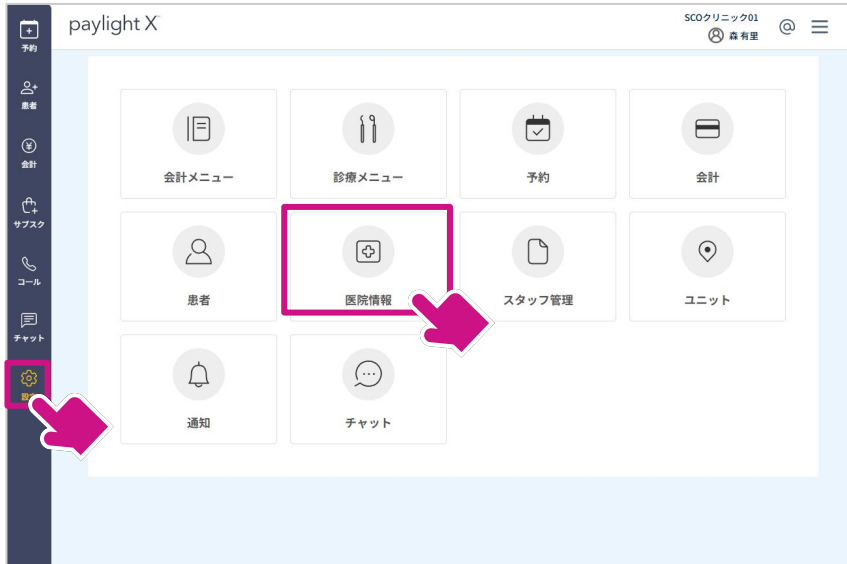 paylight X
SCOクリニック01
森 有里
予約
患者
会計
サブスク
コール
チャット
会計メニュー
診療メニュー
予約
会計
患者
医院情報
スタッフ管理
ユニット
通知
チャット